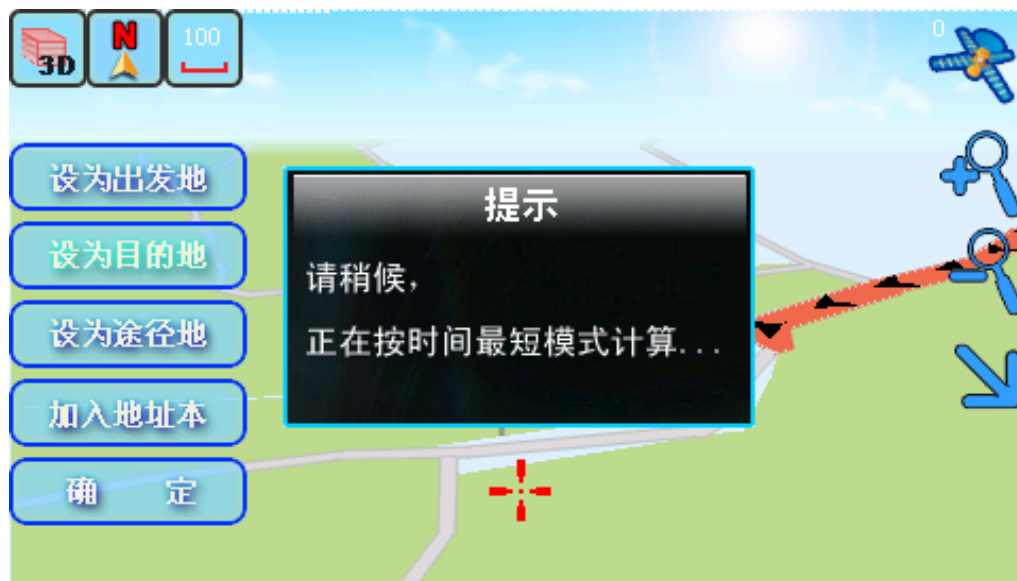 3D
N
100
0
设为出发地
设为目的地
设为途径地
加入地址本
确 定
提示
请稍候，
正在按时间最短模式计算...